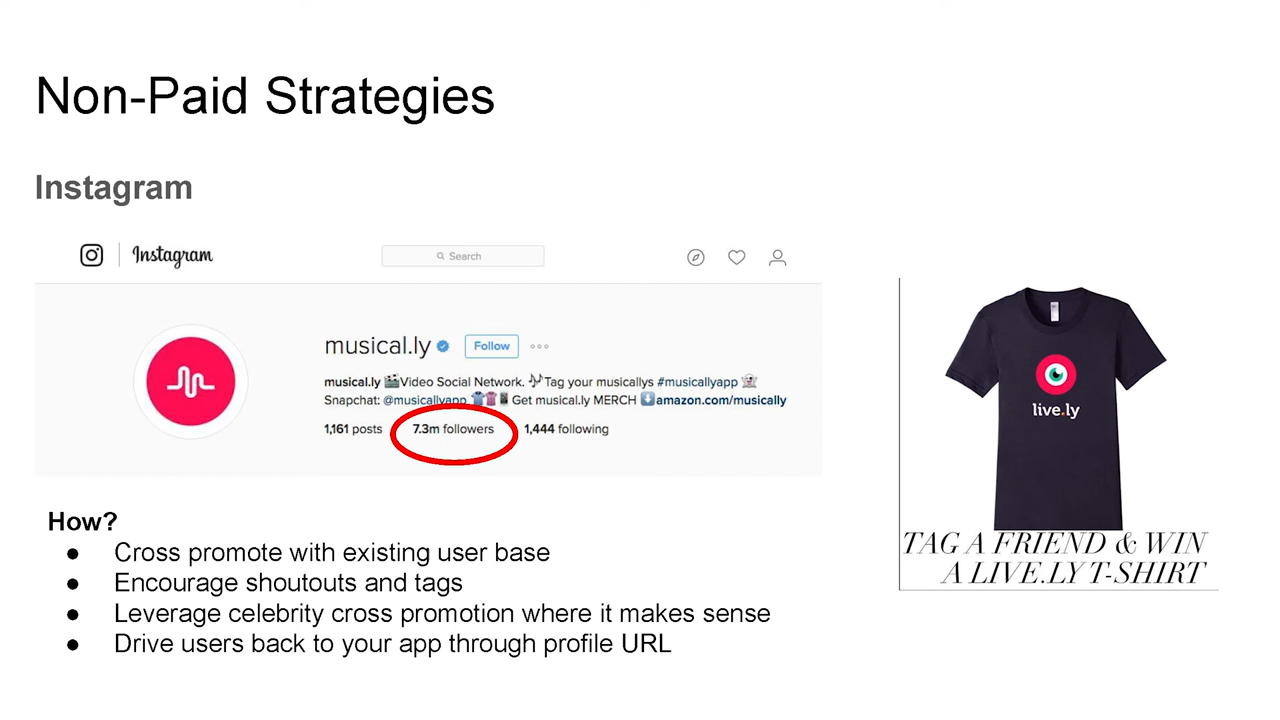 Non-Paid Strategies
Instagram
Instagram
Search
musical.ly Follow
musical.ly 🎬Video Social Network. 🎶Tag your musicallys #musicallyapp 👻
Snapchat: @musicallyapp 👕👚📱 Get musical.ly MERCH ⬇️amazon.com/musically
1,161 posts 7.3m followers 1,444 following
live.ly
TAG A FRIEND & WIN
A LIVE.LY T-SHIRT
How?
● Cross promote with existing user base
● Encourage shoutouts and tags
● Leverage celebrity cross promotion where it makes sense
● Drive users back to your app through profile URL